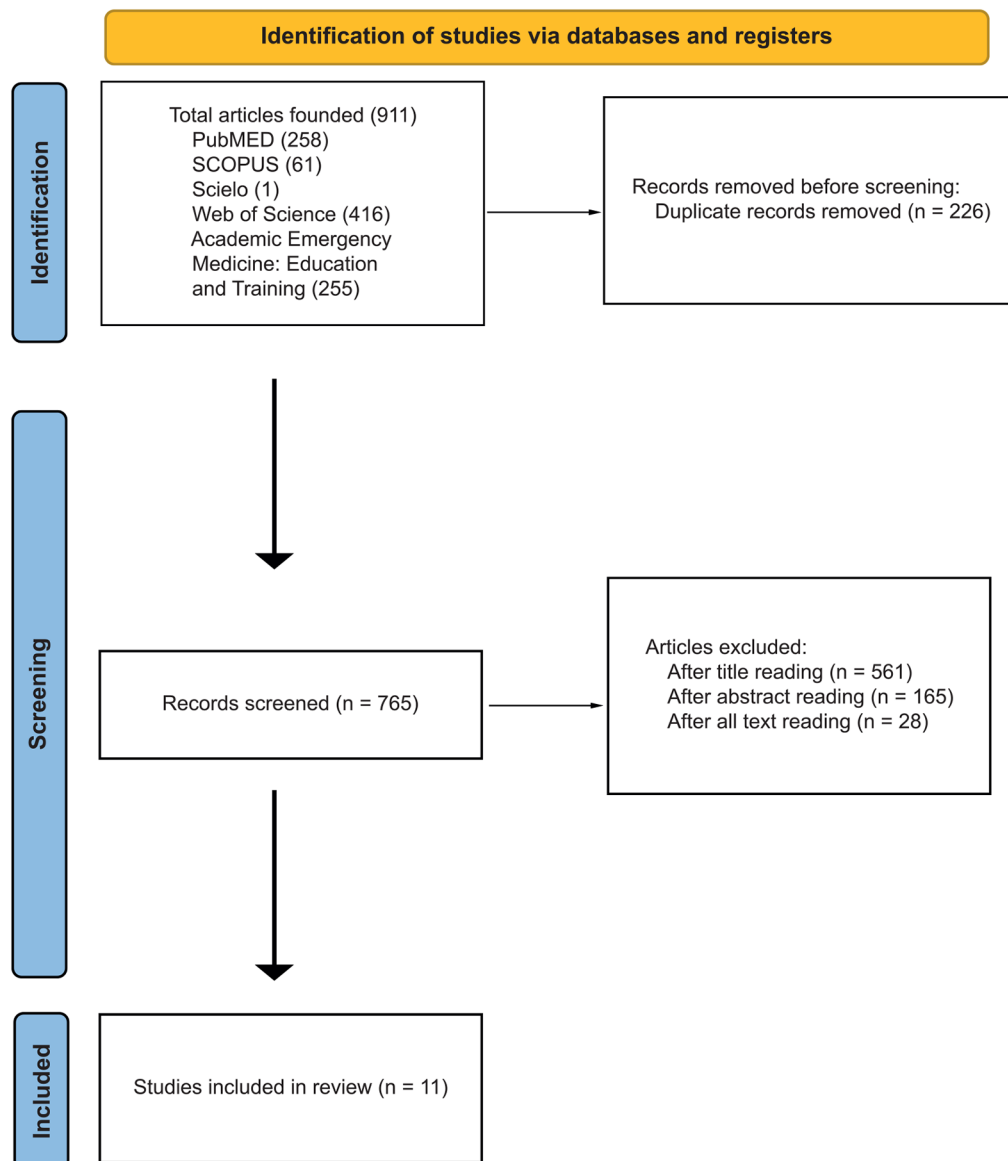 Identification of studies via databases and registers
Identification
Total articles founded (911)
PubMED (258)
SCOPUS (61)
Scielo (1)
Web of Science (416)
Academic Emergency
Medicine: Education
and Training (255)
Records removed before screening:
Duplicate records removed (n = 226)
Screening
Records screened (n = 765)
Articles excluded:
After title reading (n = 561)
After abstract reading (n = 165)
After all text reading (n = 28)
Included
Studies included in review (n = 11)